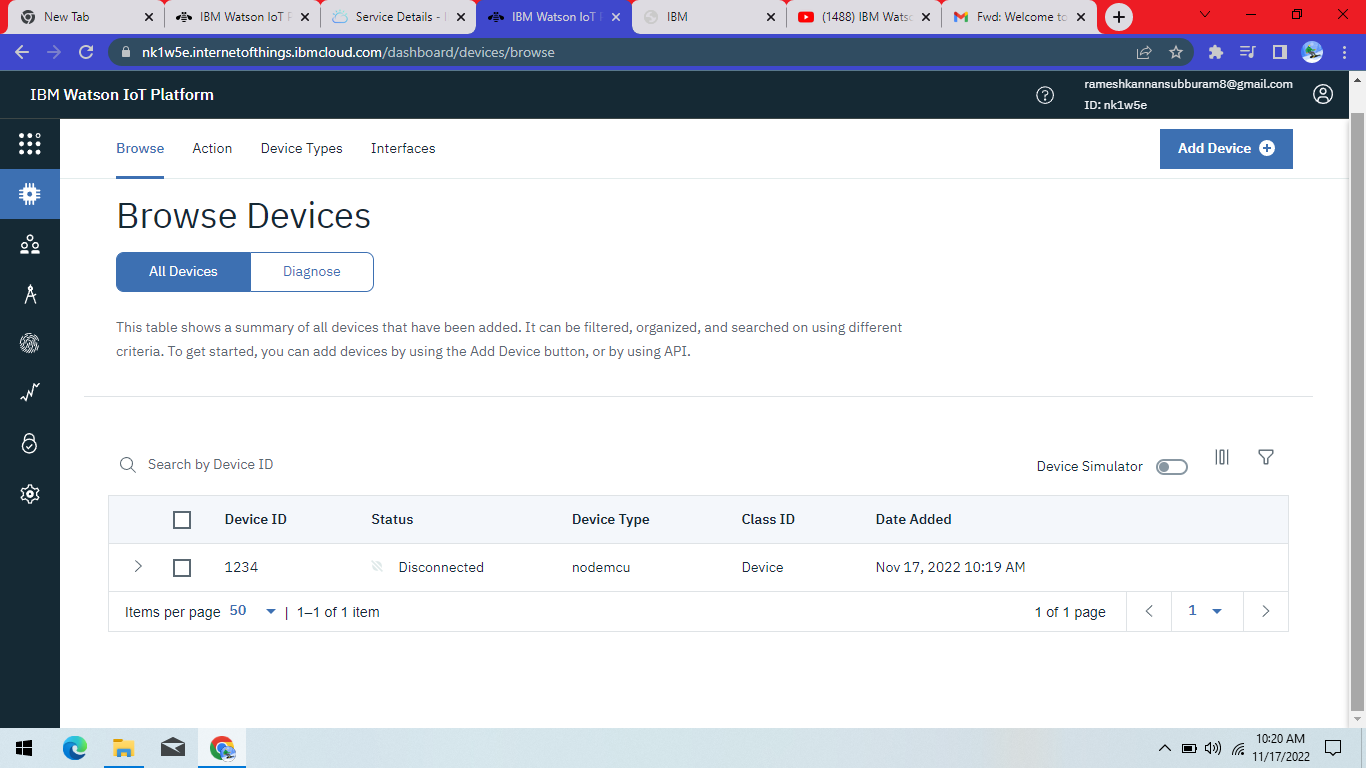 New Tab
IBM Watson IoT P
Service Details -
IBM Watson IoT
IBM
(1488) IBM Watso
Fwd: Welcome to
nk1w5e.internetofthings.ibmcloud.com/dashboard/devices/browse
IBM Watson IoT Platform
rameshkannansubburam8@gmail.com
ID: nk1w5e
Browse Action Device Types Interfaces
Add Device
Browse Devices
All Devices Diagnose
This table shows a summary of all devices that have been added. It can be filtered, organized, and searched on using different
criteria. To get started, you can add devices by using the Add Device button, or by using API.
Search by Device ID
Device Simulator
Device ID Status Device Type Class ID Date Added
1234 Disconnected nodemcu Device Nov 17, 2022 10:19 AM
Items per page 50 | 1–1 of 1 item
1 of 1 page 1
10:20 AM
11/17/2022